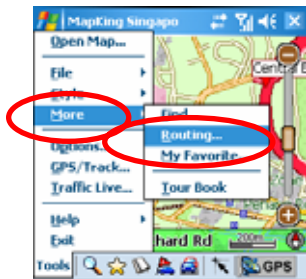 MapKing Singapo
Open Map...
Central
File
Style
More
Find
Routing...
Options...
My Favorite
GPS/Track...
Traffic Live...
Tour Book
Help
Exit
hard Rd
200m
Tools
GPS